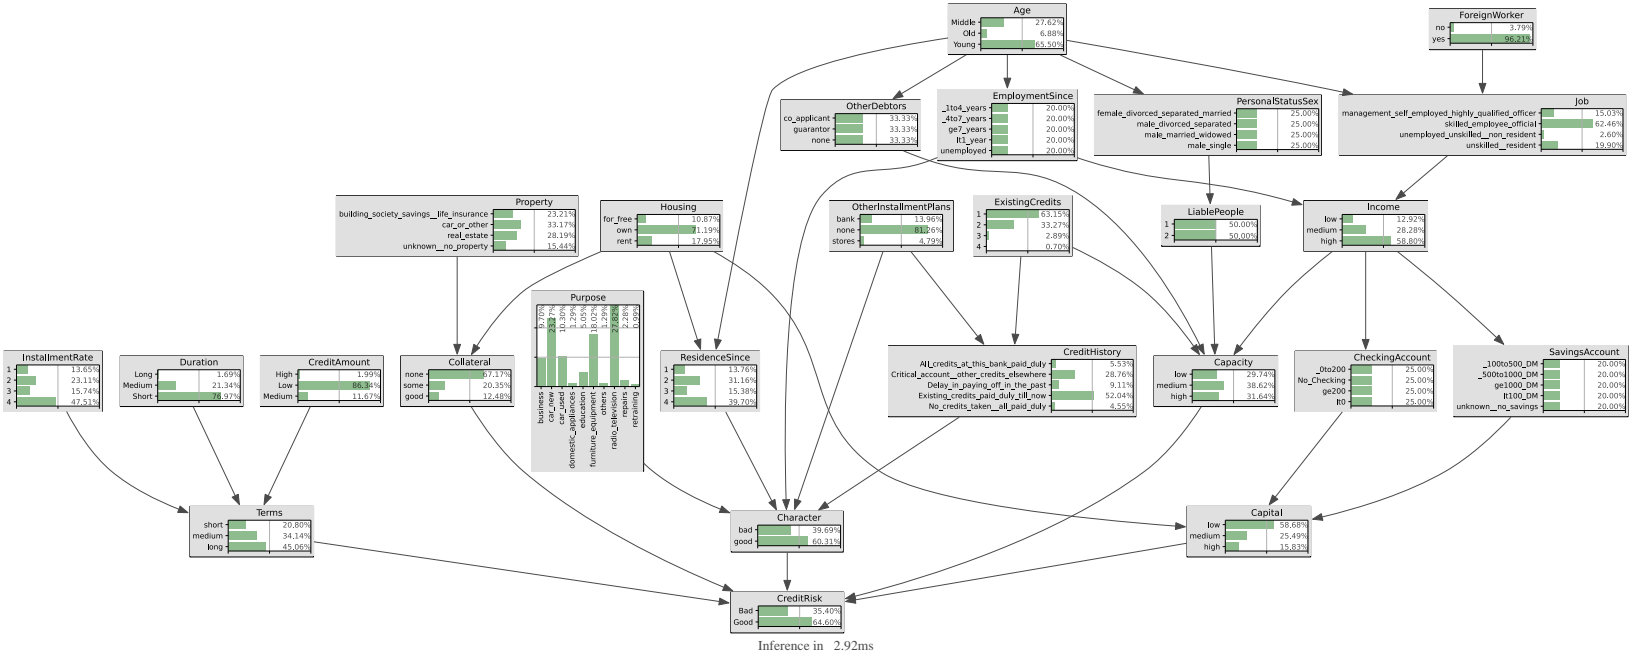 Age
Middle 27.62%
Old 6.88%
Young 65.50%
ForeignWorker
no 3.79%
yes 96.21%
OtherDebtors
co_applicant 33.33%
guarantor 33.33%
none 33.33%
EmploymentSince
_1to4_years 20.00%
_4to7_years 20.00%
ge7_years 20.00%
lt1_year 20.00%
unemployed 20.00%
PersonalStatusSex
female_divorced_separated_married 25.00%
male_divorced_separated 25.00%
male_married_widowed 25.00%
male_single 25.00%
Job
management_self_employed_highly_qualified_officer 15.03%
skilled_employee_official 62.46%
unemployed_unskilled__non_resident 2.60%
unskilled__resident 19.90%
Property
building_society_savings__life_insurance 23.21%
car_or_other 33.17%
real_estate 28.19%
unknown__no_property 15.44%
Housing
for_free 10.87%
own 71.19%
rent 17.95%
OtherInstallmentPlans
bank 13.96%
none 81.26%
stores 4.79%
ExistingCredits
1 63.15%
2 33.27%
3 2.89%
4 0.70%
LiablePeople
1 50.00%
2 50.00%
Income
low 12.92%
medium 28.28%
high 58.80%
Purpose
business 9.70%
car_new 23.27%
car_used 10.30%
domestic_appliances 1.29%
education 5.05%
furniture_equipment 18.02%
others 1.29%
radio_television 27.82%
repairs 2.28%
retraining 0.99%
InstallmentRate
1 13.65%
2 23.11%
3 15.74%
4 47.51%
Duration
Long 1.69%
Medium 21.34%
Short 76.97%
CreditAmount
High 1.99%
Low 86.34%
Medium 11.67%
Collateral
none 67.17%
some 20.35%
good 12.48%
ResidenceSince
1 13.76%
2 31.16%
3 15.38%
4 39.70%
CreditHistory
All_credits_at_this_bank_paid_duly 5.53%
Critical_account__other_credits_elsewhere 28.76%
Delay_in_paying_off_in_the_past 9.11%
Existing_credits_paid_duly_till_now 52.04%
No_credits_taken__all_paid_duly 4.55%
Capacity
low 29.74%
medium 38.62%
high 31.64%
CheckingAccount
_0to200 25.00%
No_Checking 25.00%
ge200 25.00%
lt0 25.00%
SavingsAccount
_100to500_DM 20.00%
_500to1000_DM 20.00%
ge1000_DM 20.00%
lt100_DM 20.00%
unknown__no_savings 20.00%
Terms
short 20.80%
medium 34.14%
long 45.06%
Character
bad 39.69%
good 60.31%
Capital
low 58.68%
medium 25.49%
high 15.83%
CreditRisk
Bad 35.40%
Good 64.60%
Inference in 2.92ms